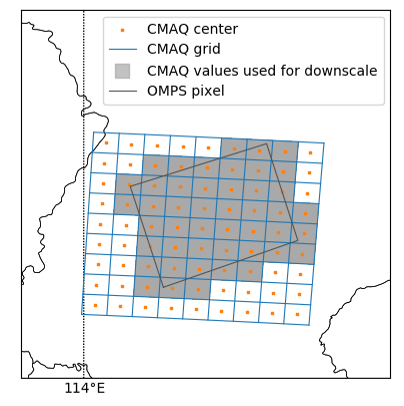 CMAQ center
CMAQ grid
CMAQ values used for downscale
OMPS pixel
114°E